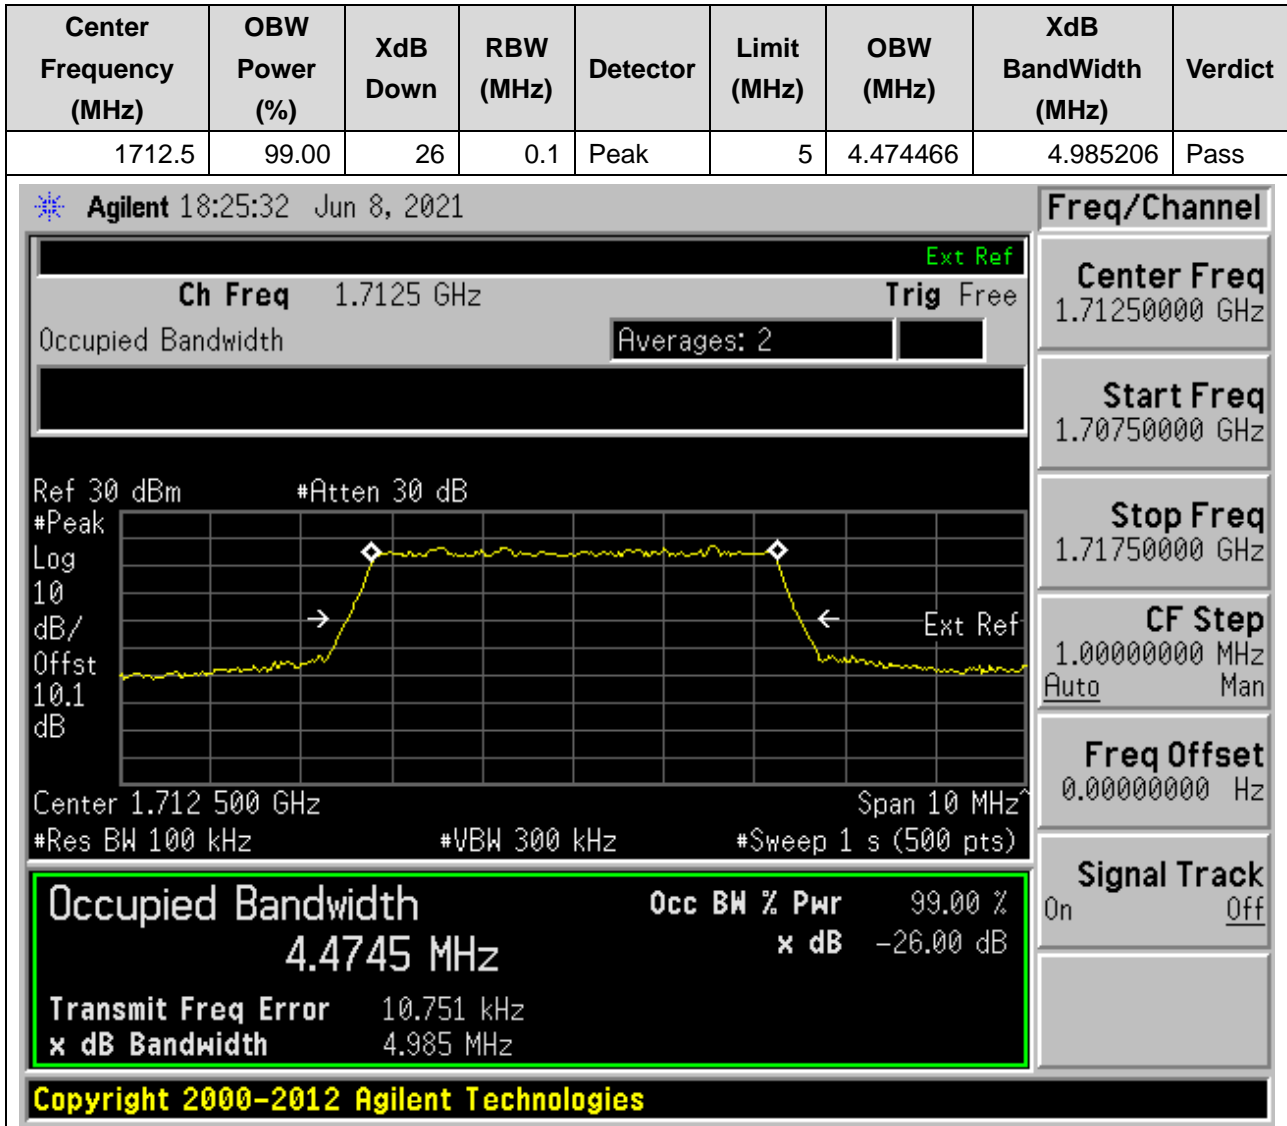 Center Frequency (MHz) OBW Power (%) XdB Down RBW (MHz) Detector Limit (MHz) OBW (MHz) XdB BandWidth (MHz) Verdict
1712.5 99.00 26 0.1 Peak 5 4.474466 4.985206 Pass
Agilent 18:25:32 Jun 8, 2021
Freq/Channel
Ext Ref
Ch Freq 1.7125 GHz Trig Free
Occupied Bandwidth Averages: 2
Center Freq
1.71250000 GHz
Start Freq
1.70750000 GHz
Stop Freq
1.71750000 GHz
CF Step
1.00000000 MHz
Auto Man
Freq Offset
0.00000000 Hz
Signal Track
On Off
Ref 30 dBm #Atten 30 dB
#Peak
Log
10
dB/
Offst
10.1
dB
Ext Ref
Center 1.712 500 GHz Span 10 MHz^
#Res BW 100 kHz #VBW 300 kHz #Sweep 1 s (500 pts)
Occupied Bandwidth Occ BW % Pwr 99.00 %
4.4745 MHz x dB -26.00 dB
Transmit Freq Error 10.751 kHz
x dB Bandwidth 4.985 MHz
Copyright 2000-2012 Agilent Technologies